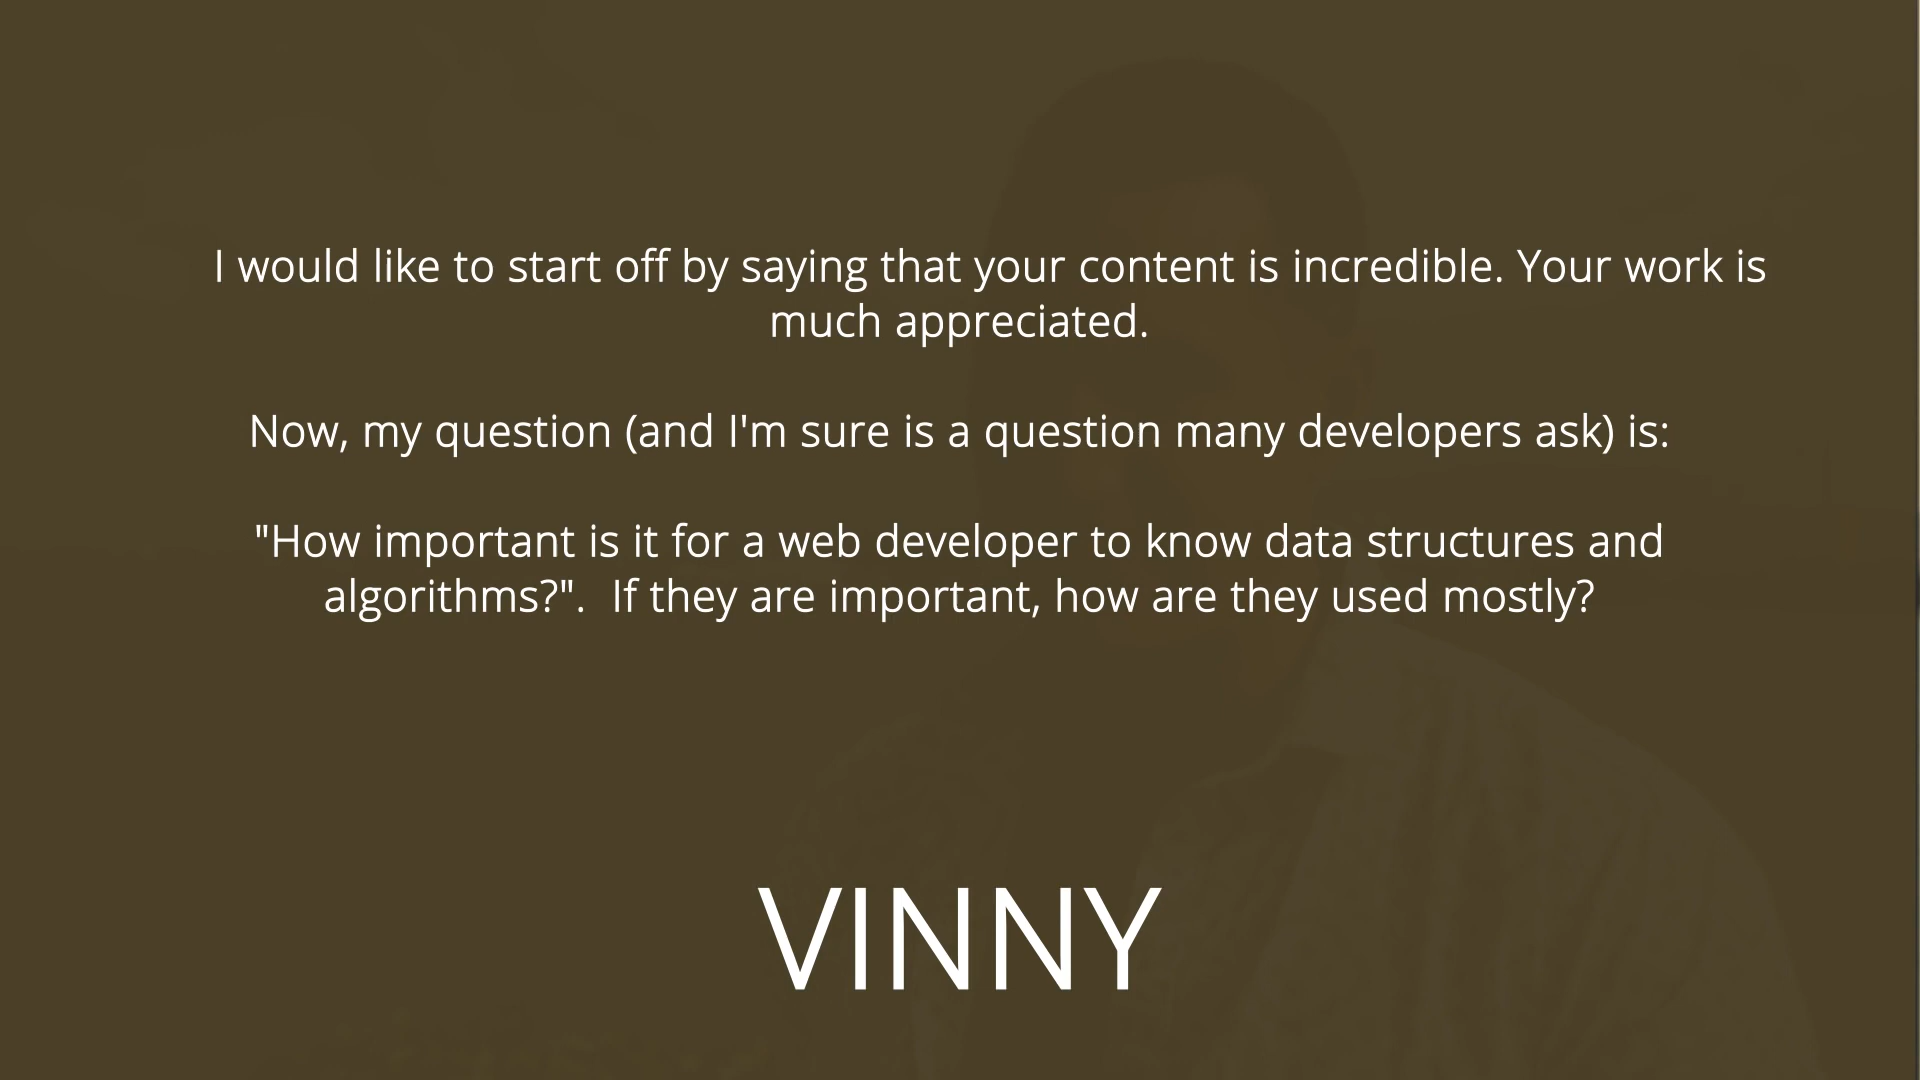 I would like to start off by saying that your content is incredible. Your work is
much appreciated.
Now, my question (and I'm sure is a question many developers ask) is:
"How important is it for a web developer to know data structures and
algorithms?".  If they are important, how are they used mostly?
VINNY